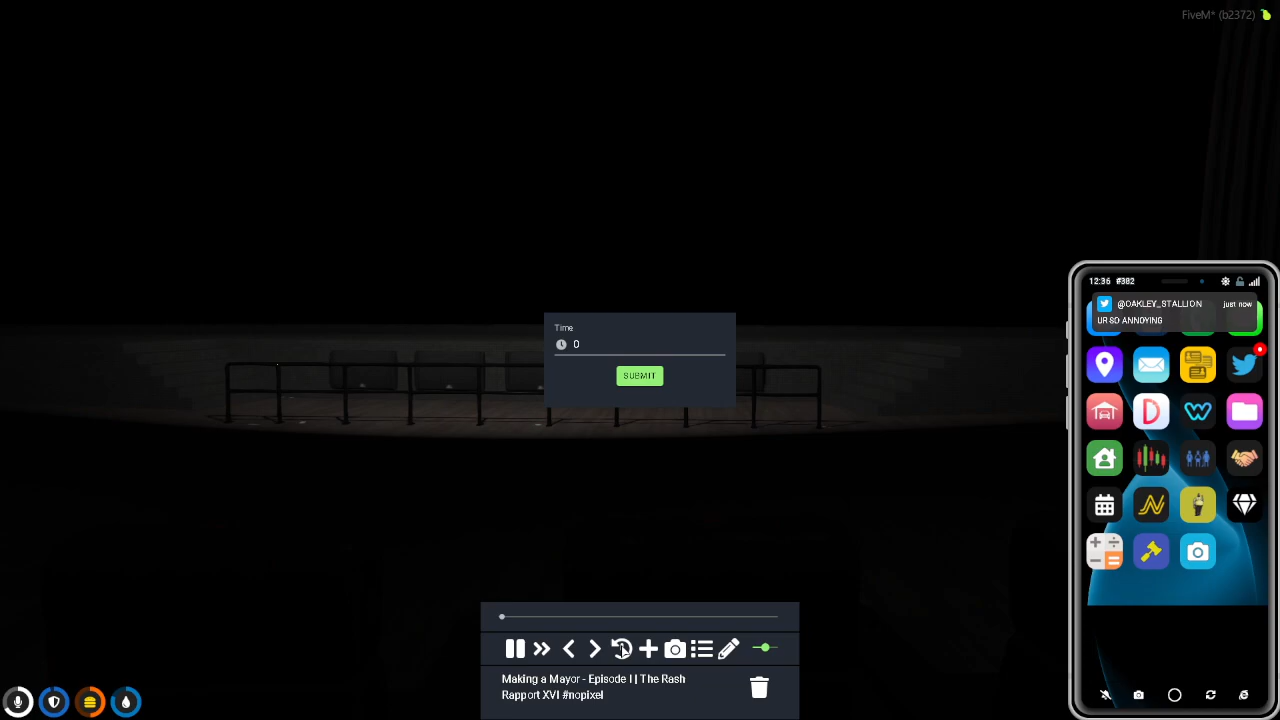 FiveM* (b2372)
12:36 #382
@OAKLEY_STALLION just now
UR SO ANNOYING
Time
0
SUBMIT
Making a Mayor - Episode I | The Rash
Rapport XVI #nopixel